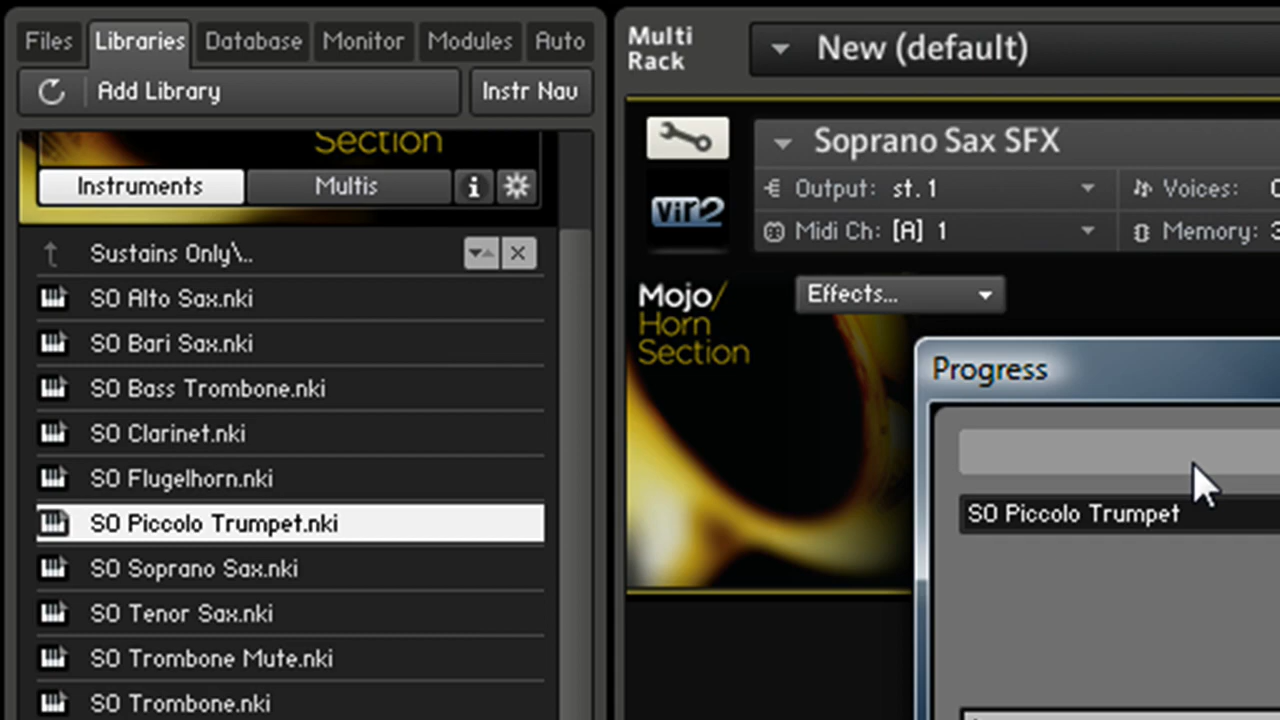 Files Libraries Database Monitor Modules Auto
Add Library Instr Nav
Section
Instruments Multis i
Sustains Only\..
SO Alto Sax.nki
SO Bari Sax.nki
SO Bass Trombone.nki
SO Clarinet.nki
SO Flugelhorn.nki
SO Piccolo Trumpet.nki
SO Soprano Sax.nki
SO Tenor Sax.nki
SO Trombone Mute.nki
SO Trombone.nki
Multi
Rack
New (default)
Soprano Sax SFX
Output: st. 1 Voices:
vir2
Midi Ch: [A] 1 Memory:
Effects...
Mojo/
Horn
Section
Progress
SO Piccolo Trumpet